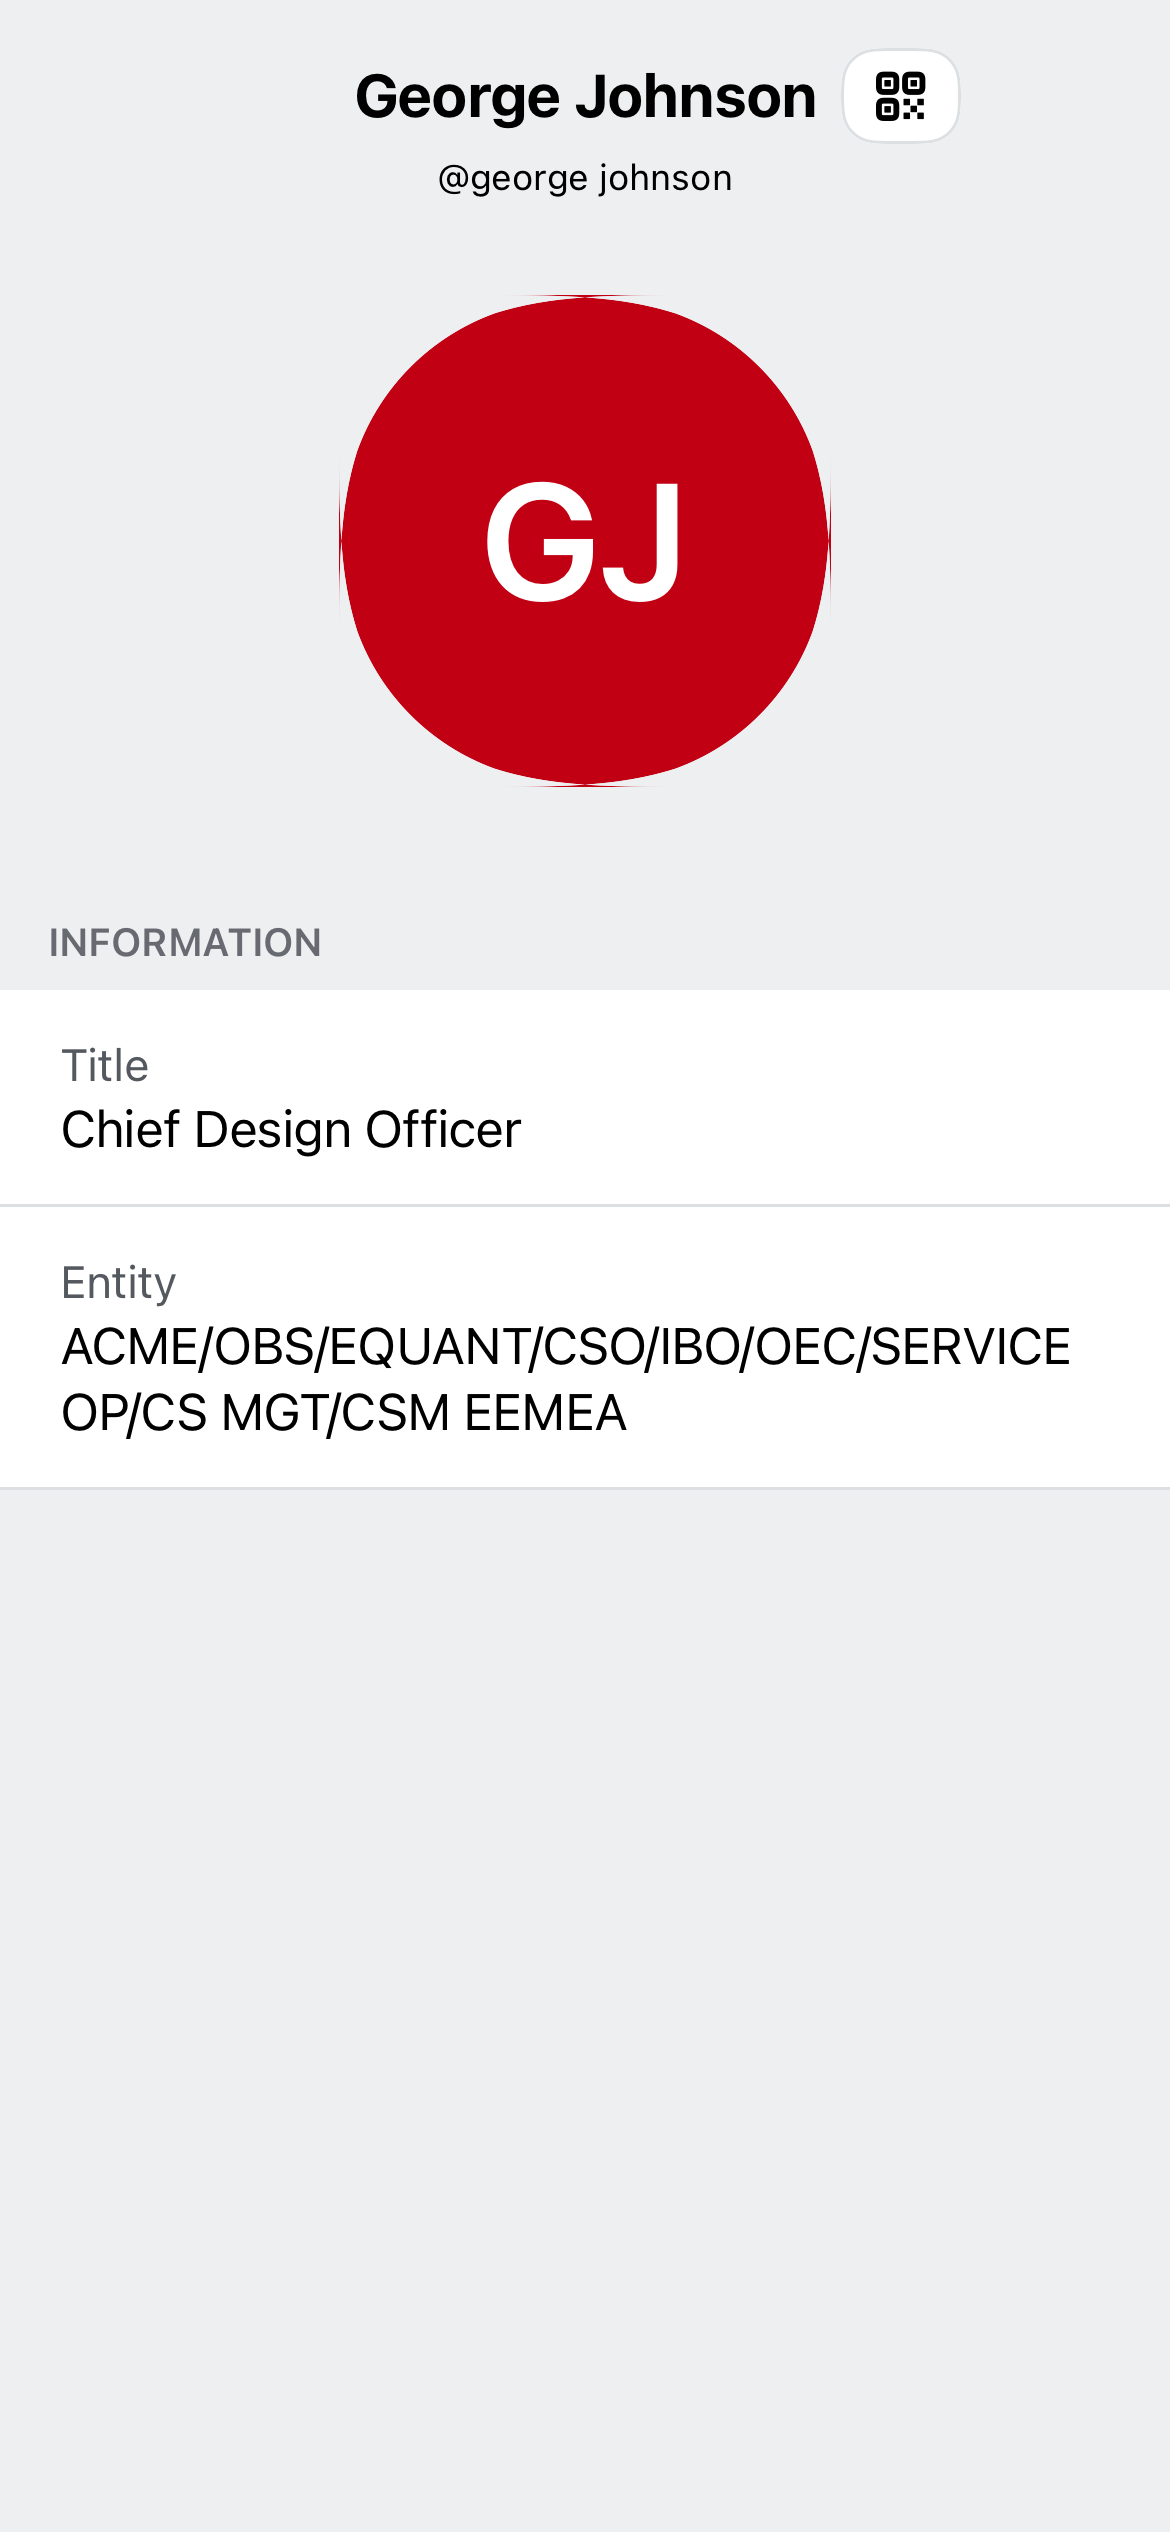 George Johnson
@george johnson
GJ
INFORMATION
Title
Chief Design Officer
Entity
ACME/OBS/EQUANT/CSO/IBO/OEC/SERVICE
OP/CS MGT/CSM EEMEA